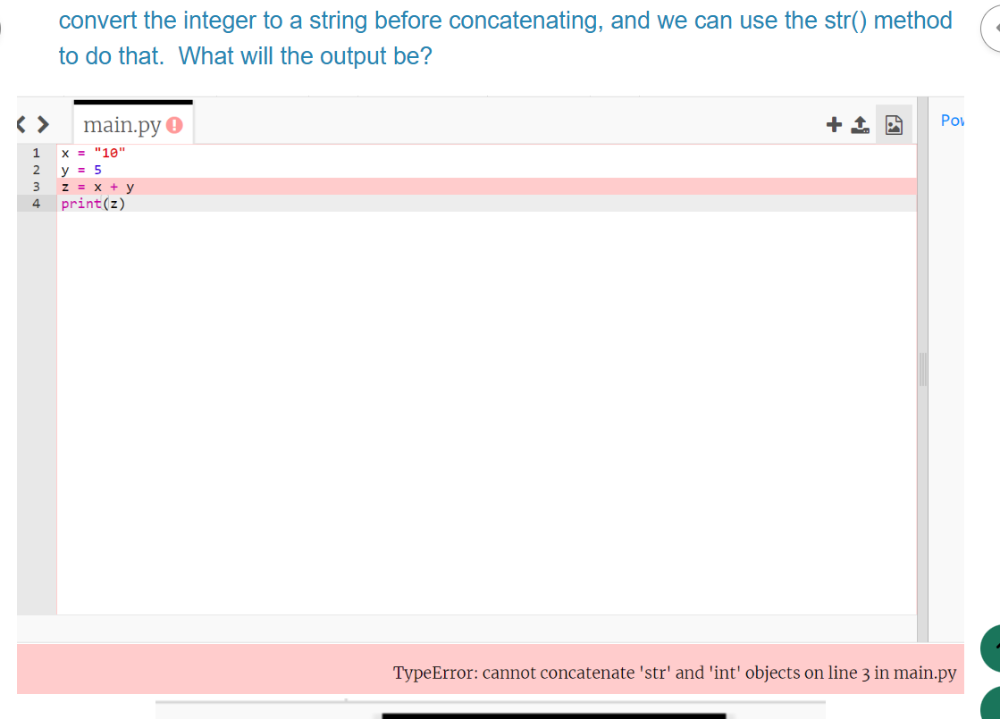 convert the integer to a string before concatenating, and we can use the str() method
to do that.  What will the output be?
main.py
1 x = "10"
2 y = 5
3 z = x + y
4 print(z)
TypeError: cannot concatenate 'str' and 'int' objects on line 3 in main.py